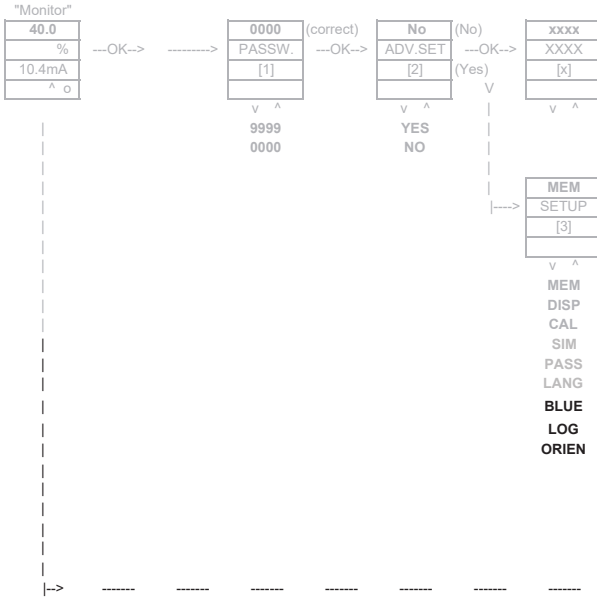 "Monitor"
40.0 0000 (correct) No (No) xxxx
% ---OK--> ---------> PASSW. ---OK--> ADV.SET ---OK--> XXXX
10.4mA [1] [2] (Yes) [x]
^ o V
v ^ v ^ | v ^
| 9999 YES |
| 0000 NO |
| |
| | MEM
| |----> SETUP
| [3]
|
| v ^
| MEM
| DISP
| CAL
| SIM
| PASS
| LANG
| BLUE
| LOG
| ORIEN
|
|
|
|
|
|
|--> ------- ------- ------- ------- ------- ------- -------